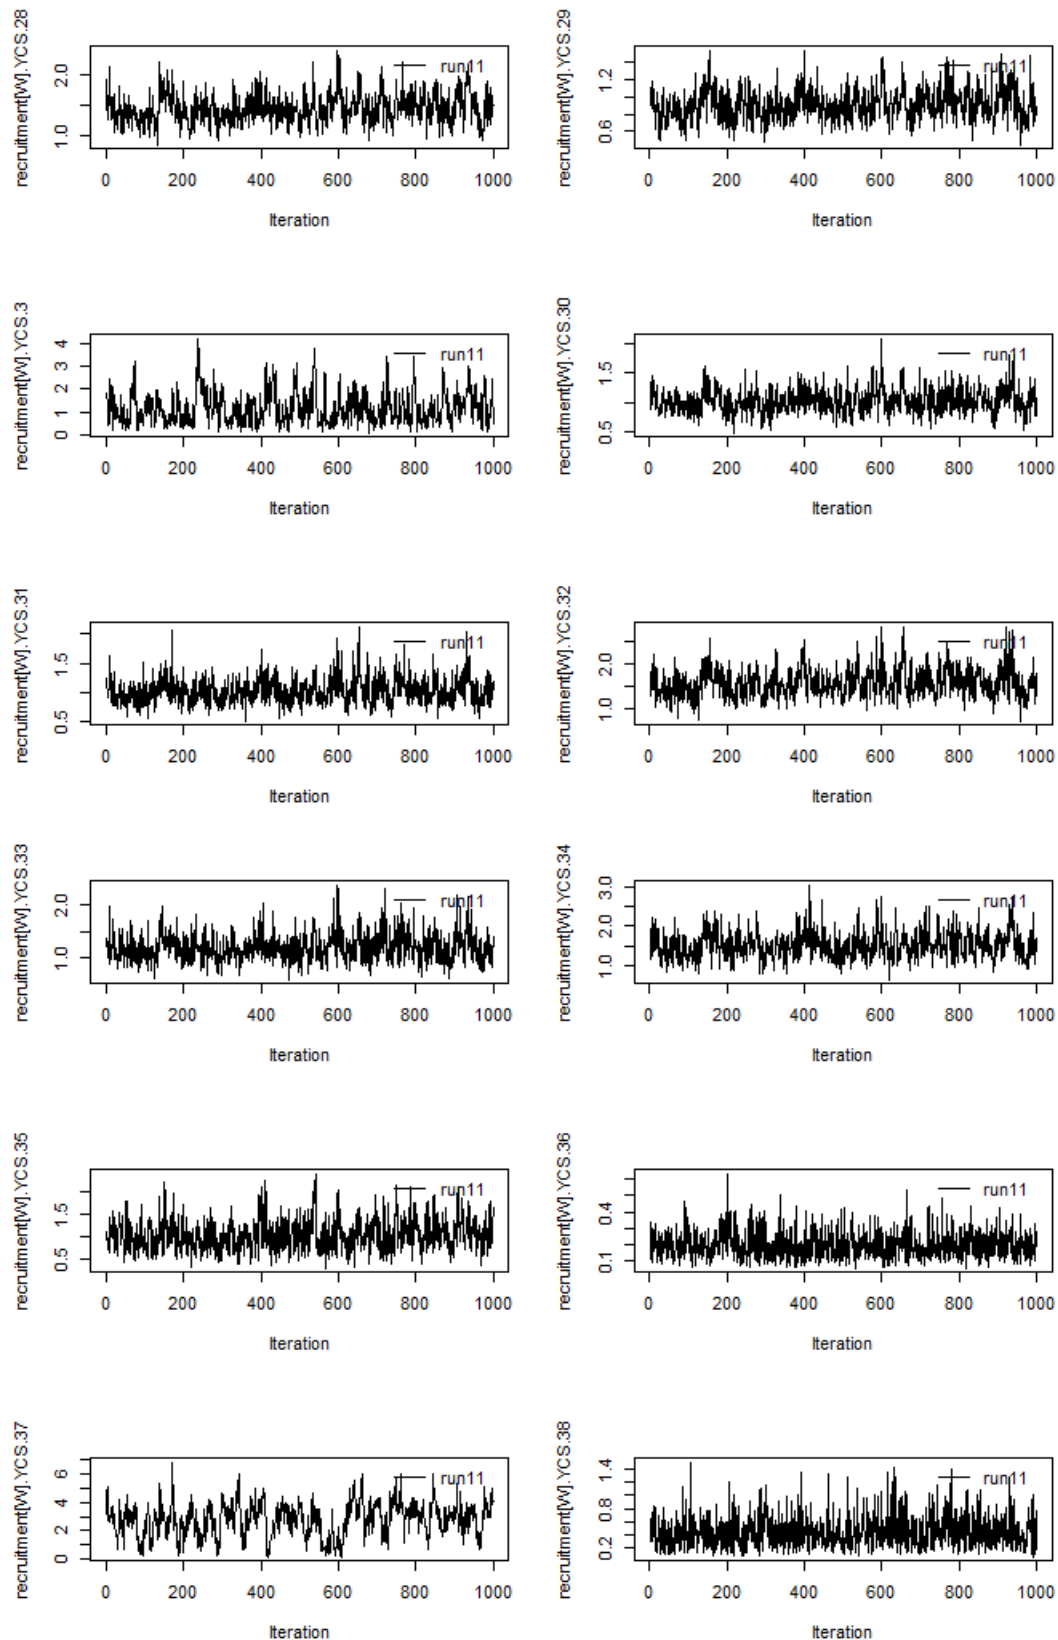 recruitment[W].YCS.28
1.0 2.0
run11
0 200 400 600 800 1000
Iteration
recruitment[W].YCS.29
0.6 1.2
run11
0 200 400 600 800 1000
Iteration
recruitment[W].YCS.3
0 1 2 3 4
run11
0 200 400 600 800 1000
Iteration
recruitment[W].YCS.30
0.5 1.5
run11
0 200 400 600 800 1000
Iteration
recruitment[W].YCS.31
0.5 1.5
run11
0 200 400 600 800 1000
Iteration
recruitment[W].YCS.32
1.0 2.0
run11
0 200 400 600 800 1000
Iteration
recruitment[W].YCS.33
1.0 2.0
run11
0 200 400 600 800 1000
Iteration
recruitment[W].YCS.34
1.0 2.0 3.0
run11
0 200 400 600 800 1000
Iteration
recruitment[W].YCS.35
0.5 1.5
run11
0 200 400 600 800 1000
Iteration
recruitment[W].YCS.36
0.1 0.4
run11
0 200 400 600 800 1000
Iteration
recruitment[W].YCS.37
0 2 4 6
run11
0 200 400 600 800 1000
Iteration
recruitment[W].YCS.38
0.2 0.8 1.4
run11
0 200 400 600 800 1000
Iteration